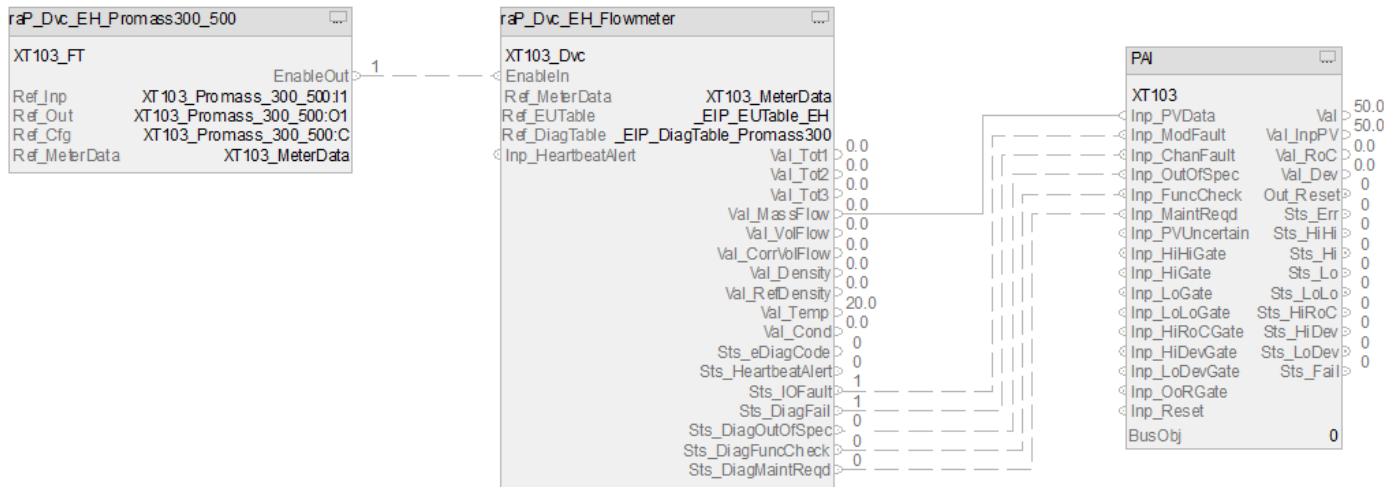 raP_Dvc_EH_Promass300_500
XT103_FT
EnableOut 1
Ref_Inp XT103_Promass_300_500:I1
Ref_Out XT103_Promass_300_500:O1
Ref_Cfg XT103_Promass_300_500:C
Ref_MeterData XT103_MeterData
raP_Dvc_EH_Flowmeter
XT103_Dvc
EnableIn
Ref_MeterData XT103_MeterData
Ref_EUTable _EIP_EUTable_EH
Ref_DiagTable _EIP_DiagTable_Promass300
Inp_HeartbeatAlert Val_Tot1 0.0
Val_Tot2 0.0
Val_Tot3 0.0
Val_MassFlow 0.0
Val_VolFlow 0.0
Val_CorrVolFlow 0.0
Val_Density 0.0
Val_RefDensity 0.0
Val_Temp 20.0
Val_Cond 0.0
Sts_eDiagCode 0
Sts_HeartbeatAlert 0
Sts_IOFault 1
Sts_DiagFail 1
Sts_DiagOutOfSpec 0
Sts_DiagFuncCheck 0
Sts_DiagMaintReqd 0
PAI
XT103
Inp_PVData Val 50.0
Inp_ModFault Val_InpPV 50.0
Inp_ChanFault Val_RoC 0.0
Inp_OutOfSpec Val_Dev 0.0
Inp_FuncCheck Out_Reset 0
Inp_MaintReqd Sts_Err 0
Inp_PVUncertain Sts_HiHi 0
Inp_HiHiGate Sts_Hi 0
Inp_HiGate Sts_Lo 0
Inp_LoGate Sts_LoLo 0
Inp_LoLoGate Sts_HiRoC 0
Inp_HiRoCGate Sts_HiDev 0
Inp_HiDevGate Sts_LoDev 0
Inp_LoDevGate Sts_Fail 0
Inp_OoRGate
Inp_Reset
BusObj 0